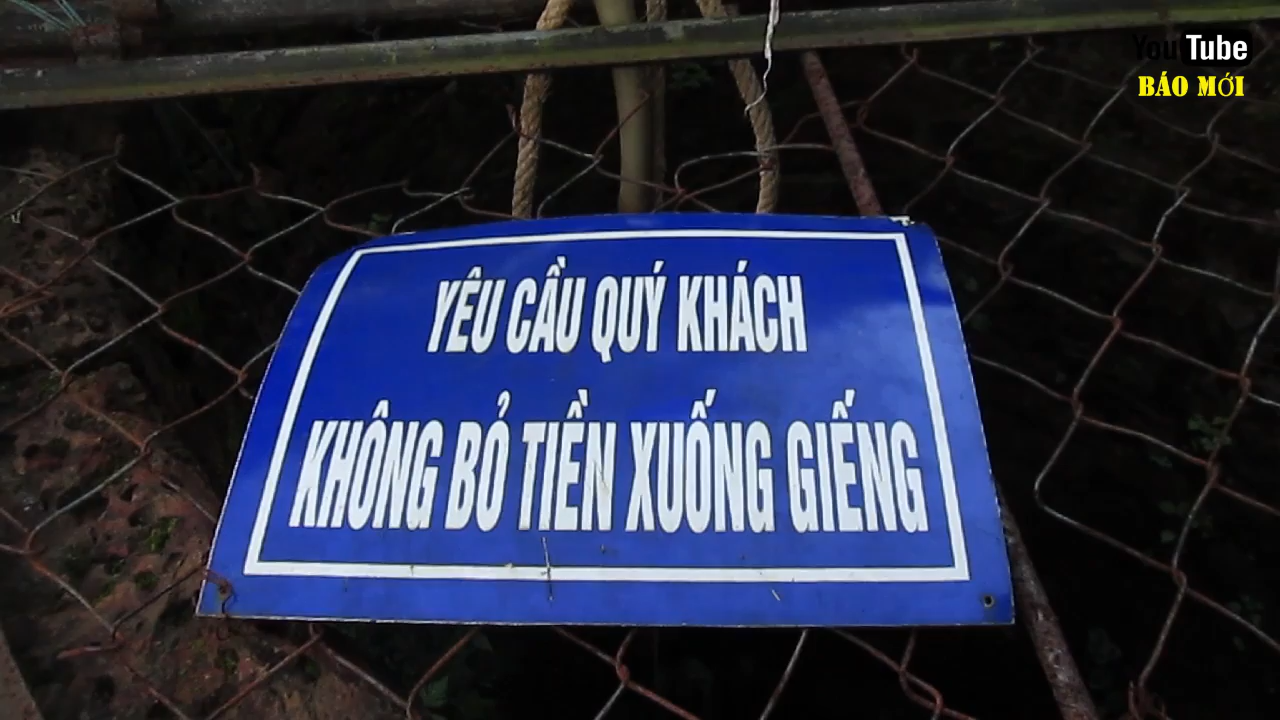 YouTube
BÁO MỚI
YÊU CẦU QUÝ KHÁCH
KHÔNG BỎ TIỀN XUỐNG GIẾNG